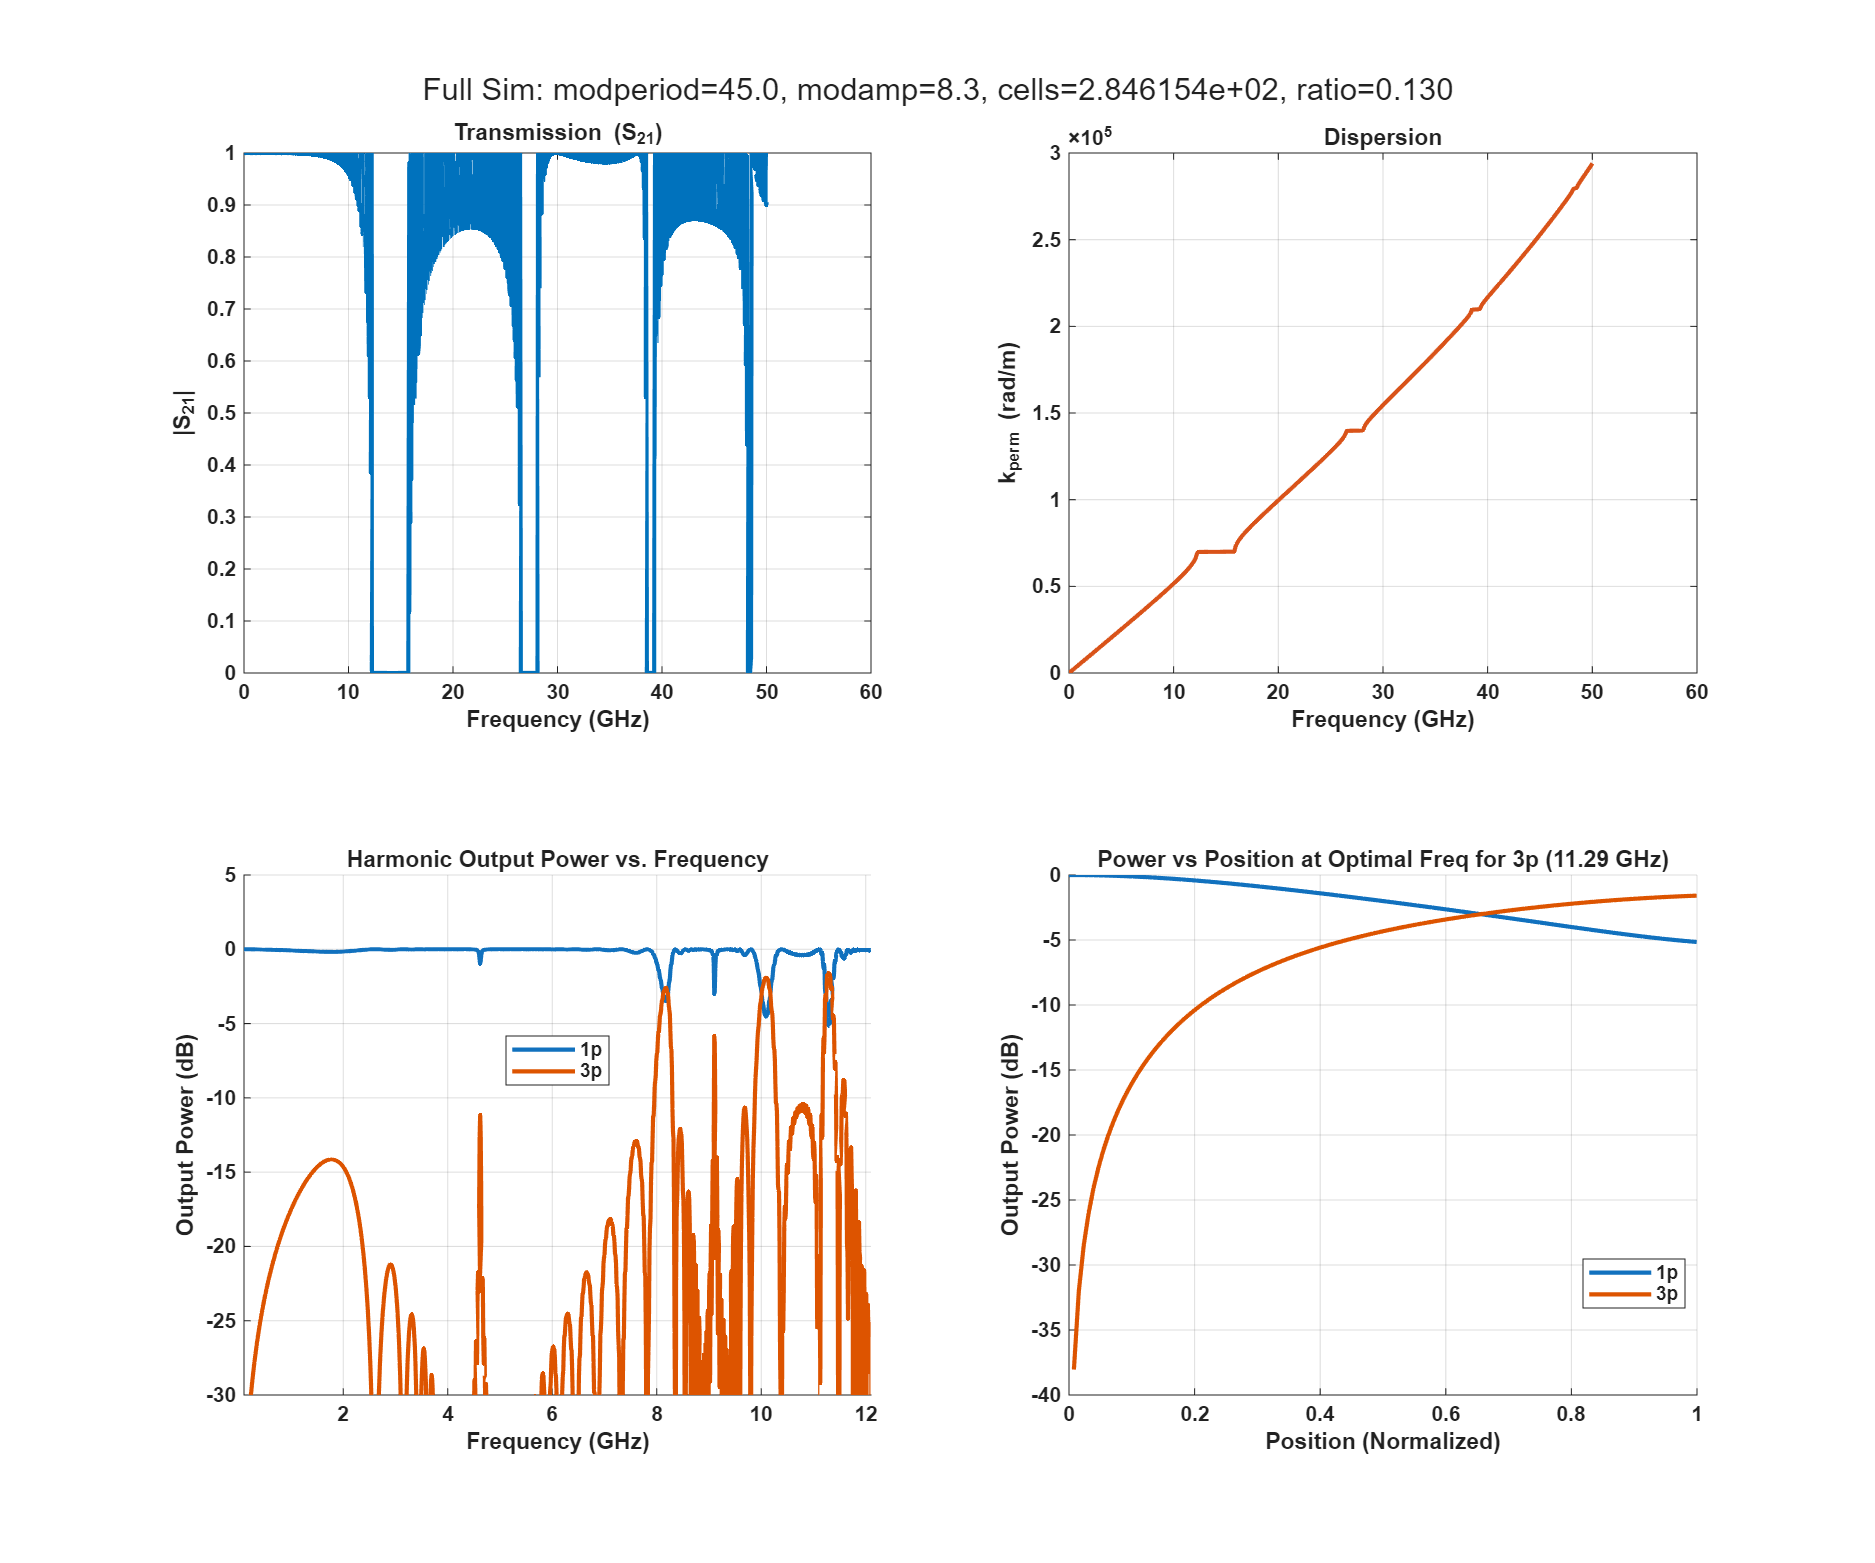 Full Sim: modperiod=45.0, modamp=8.3, cells=2.846154e+02, ratio=0.130
Transmission (S21)
1
0.9
0.8
0.7
0.6
0.5
0.4
0.3
0.2
0.1
0
|S21|
0 10 20 30 40 50 60
Frequency (GHz)
×10^5
Dispersion
3
2.5
2
1.5
1
0.5
0
kperm (rad/m)
0 10 20 30 40 50 60
Frequency (GHz)
Harmonic Output Power vs. Frequency
5
0
-5
-10
-15
-20
-25
-30
Output Power (dB)
1p
3p
2 4 6 8 10 12
Frequency (GHz)
Power vs Position at Optimal Freq for 3p (11.29 GHz)
0
-5
-10
-15
-20
-25
-30
-35
-40
Output Power (dB)
1p
3p
0 0.2 0.4 0.6 0.8 1
Position (Normalized)